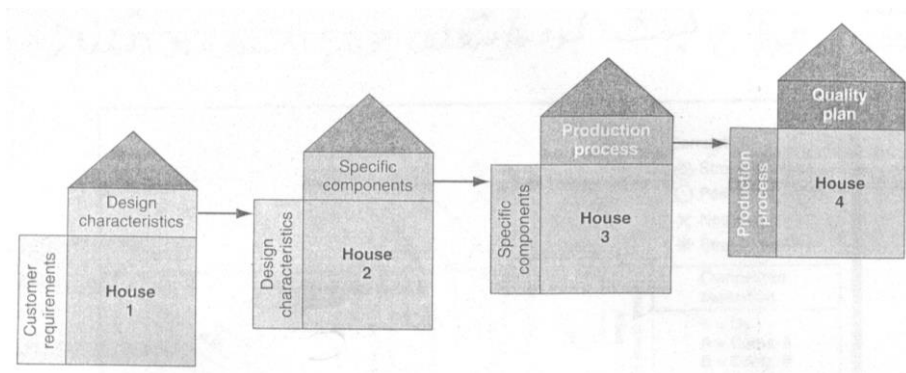 Customer
requirements
Design
characteristics
House
1
Design
characteristics
Specific
components
House
2
Specific
components
Production
process
House
3
Production
process
Quality
plan
House
4